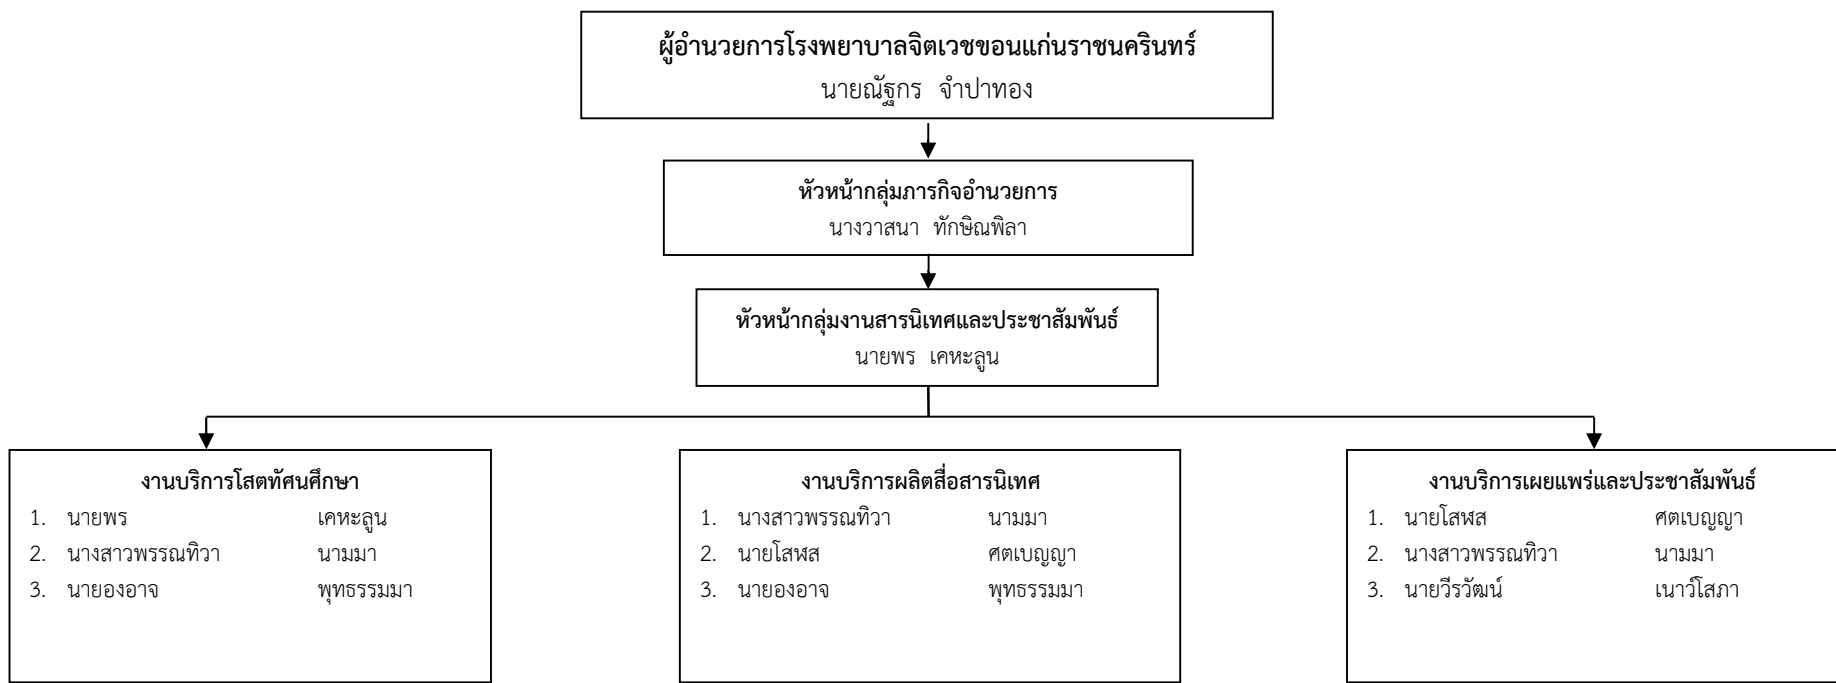 ผู้อำนวยการโรงพยาบาลจิตเวชขอนแก่นราชนครินทร์
นายณัฐกร จำปาทอง
หัวหน้ากลุ่มภารกิจอำนวยการ
นางวาสนา ทักษิณพิลา
หัวหน้ากลุ่มงานสารนิเทศและประชาสัมพันธ์
นายพร เคหะลูน
งานบริการโสตทัศนศึกษา
1. นายพร เคหะลูน
2. นางสาวพรรณทิวา นามมา
3. นายองอาจ พุทธรรมมา
งานบริการผลิตสื่อสารนิเทศ
1. นางสาวพรรณทิวา นามมา
2. นายโสฬส ศตเบญญา
3. นายองอาจ พุทธรรมมา
งานบริการเผยแพร่และประชาสัมพันธ์
1. นายโสฬส ศตเบญญา
2. นางสาวพรรณทิวา นามมา
3. นายวีรวัฒน์ เนาว์โสภา